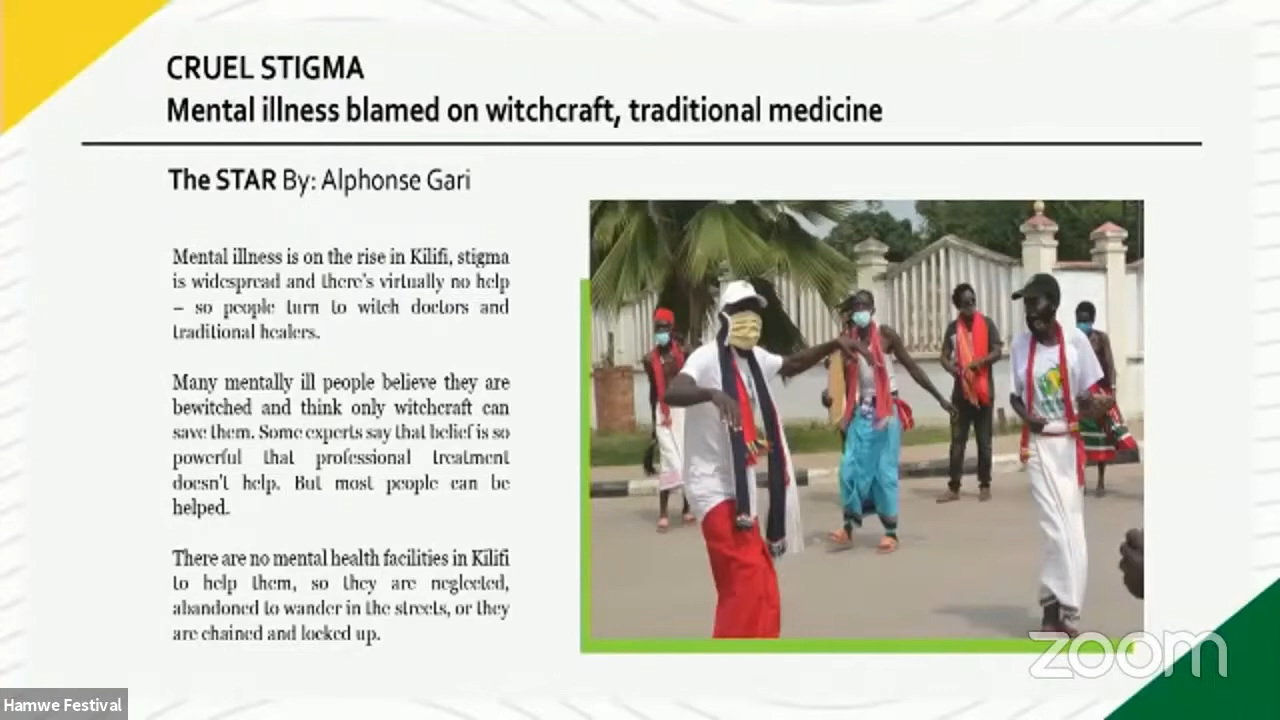 CRUEL STIGMA
Mental illness blamed on witchcraft, traditional medicine
The STAR By: Alphonse Gari
Mental illness is on the rise in Kilifi, stigma
is widespread and there's virtually no help
– so people turn to witch doctors and
traditional healers.
Many mentally ill people believe they are
bewitched and think only witchcraft can
save them. Some experts say that belief is so
powerful that professional treatment
doesn't help. But most people can be
helped.
There are no mental health facilities in Kilifi
to help them, so they are neglected,
abandoned to wander in the streets, or they
are chained and locked up.
zoom
Hamwe Festival